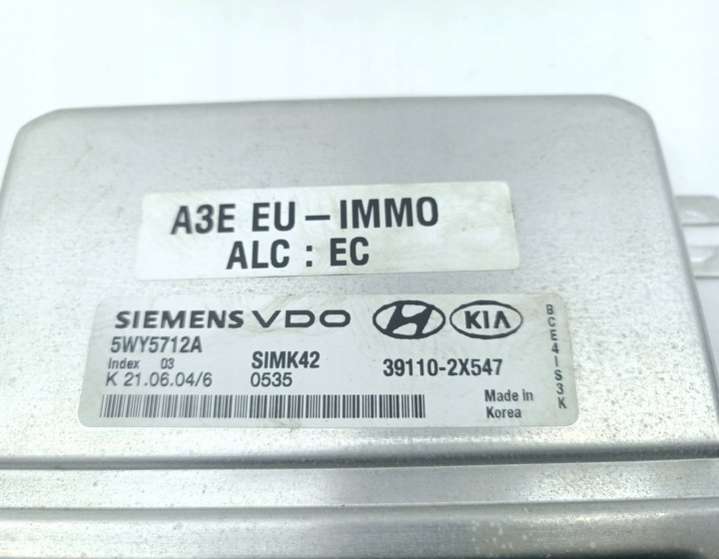 A3E EU – IMMO
ALC : EC
SIEMENS VDO H KIA
5WY5712A
Index 03 SIMK42 39110-2X547
K 21.06.04/6 0535
Made in
Korea
BCE4IS3K